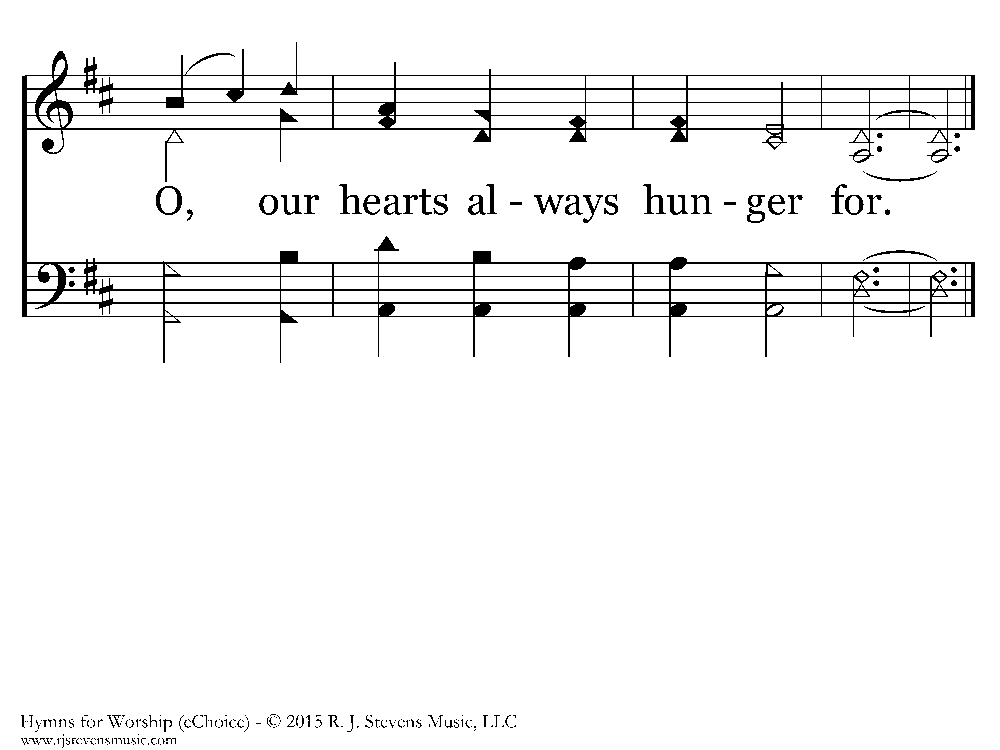 O, our hearts al - ways hun - ger for.
Hymns for Worship (eChoice) - © 2015 R. J. Stevens Music, LLC
www.rjstevensmusic.com